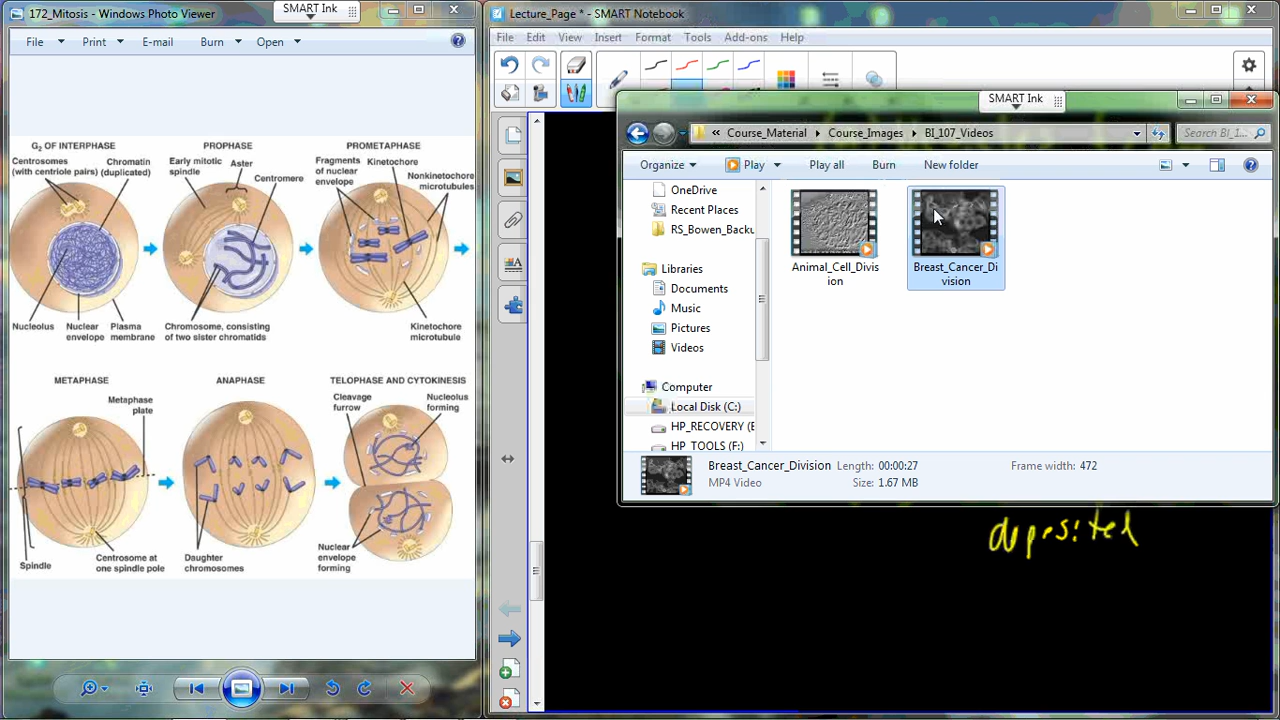 172_Mitosis - Windows Photo Viewer
SMART Ink
File Print E-mail Burn Open
G2 OF INTERPHASE
PROPHASE
PROMETAPHASE
Centrosomes
(with centriole pairs)
Chromatin
(duplicated)
Early mitotic
spindle
Aster
Centromere
Fragments
of nuclear
envelope
Kinetochore
Nonkinetochore
microtubules
Nucleolus
Nuclear
envelope
Plasma
membrane
Chromosome, consisting
of two sister chromatids
Kinetochore
microtubule
METAPHASE
ANAPHASE
TELOPHASE AND CYTOKINESIS
Metaphase
plate
Cleavage
furrow
Nucleolus
forming
Spindle
Centrosome at
one spindle pole
Daughter
chromosomes
Nuclear
envelope
forming
Lecture_Page * - SMART Notebook
File Edit View Insert Format Tools Add-ons Help
SMART Ink
« Course_Material Course_Images BI_107_Videos
Search BI_1...
Organize Play Play all Burn New folder
OneDrive
Recent Places
RS_Bowen_Backu
Libraries
Documents
Music
Pictures
Videos
Computer
Local Disk (C:)
HP_RECOVERY (E
HP_TOOLS (F:)
Animal_Cell_Divis
ion
Breast_Cancer_Di
vision
Breast_Cancer_Division
MP4 Video
Length: 00:00:27
Size: 1.67 MB
Frame width: 472
deposited